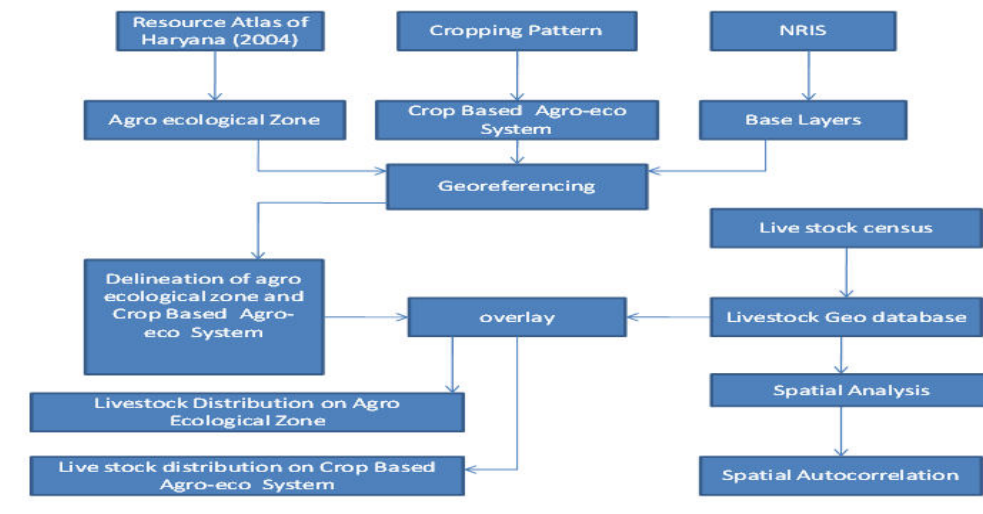 Resource Atlas of
Haryana (2004)
Cropping Pattern
NRIS
Agro ecological Zone
Crop Based Agro-eco
System
Base Layers
Georeferencing
Live stock census
Delineation of agro
ecological zone and
Crop Based Agro-
eco System
overlay
Livestock Geo database
Spatial Analysis
Livestock Distribution on Agro
Ecological Zone
Live stock distribution on Crop Based
Agro-eco System
Spatial Autocorrelation